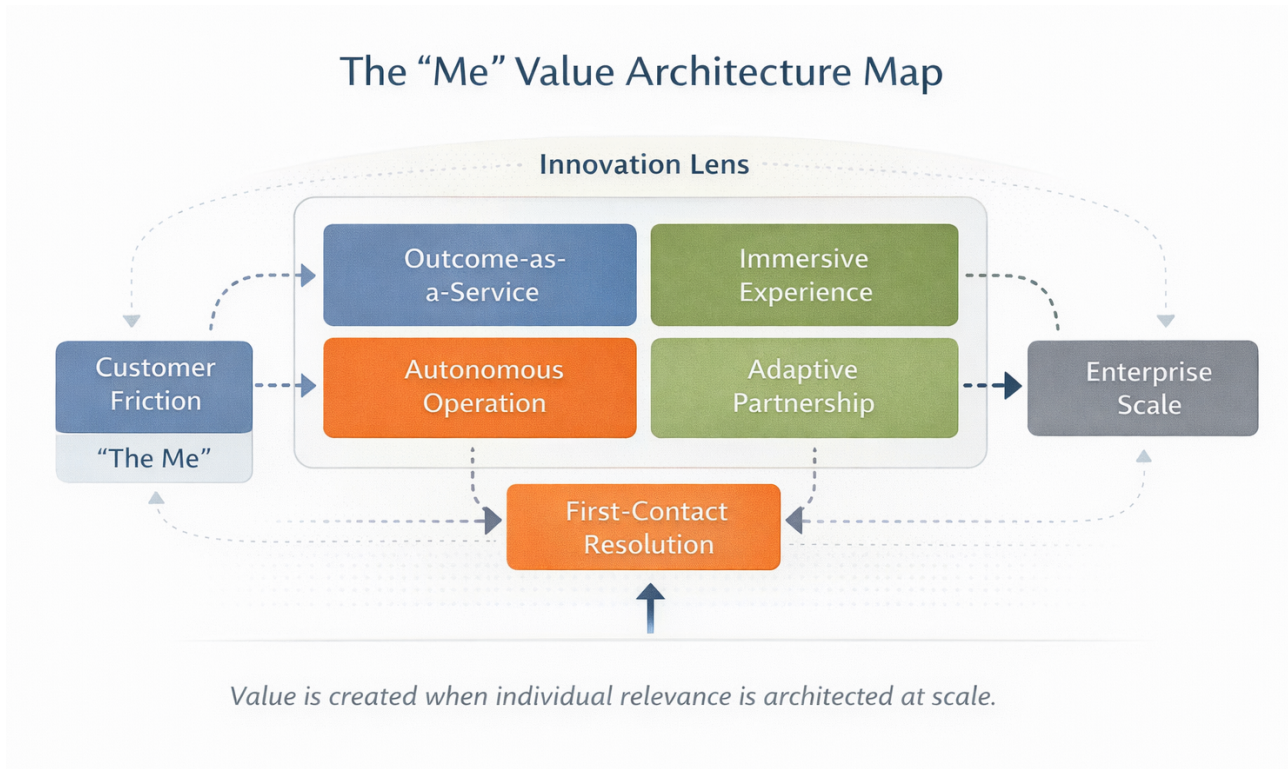 The “Me” Value Architecture Map
Innovation Lens
Outcome-as-
a-Service
Immersive
Experience
Customer
Friction
“The Me”
Autonomous
Operation
Adaptive
Partnership
Enterprise
Scale
First-Contact
Resolution
Value is created when individual relevance is architected at scale.